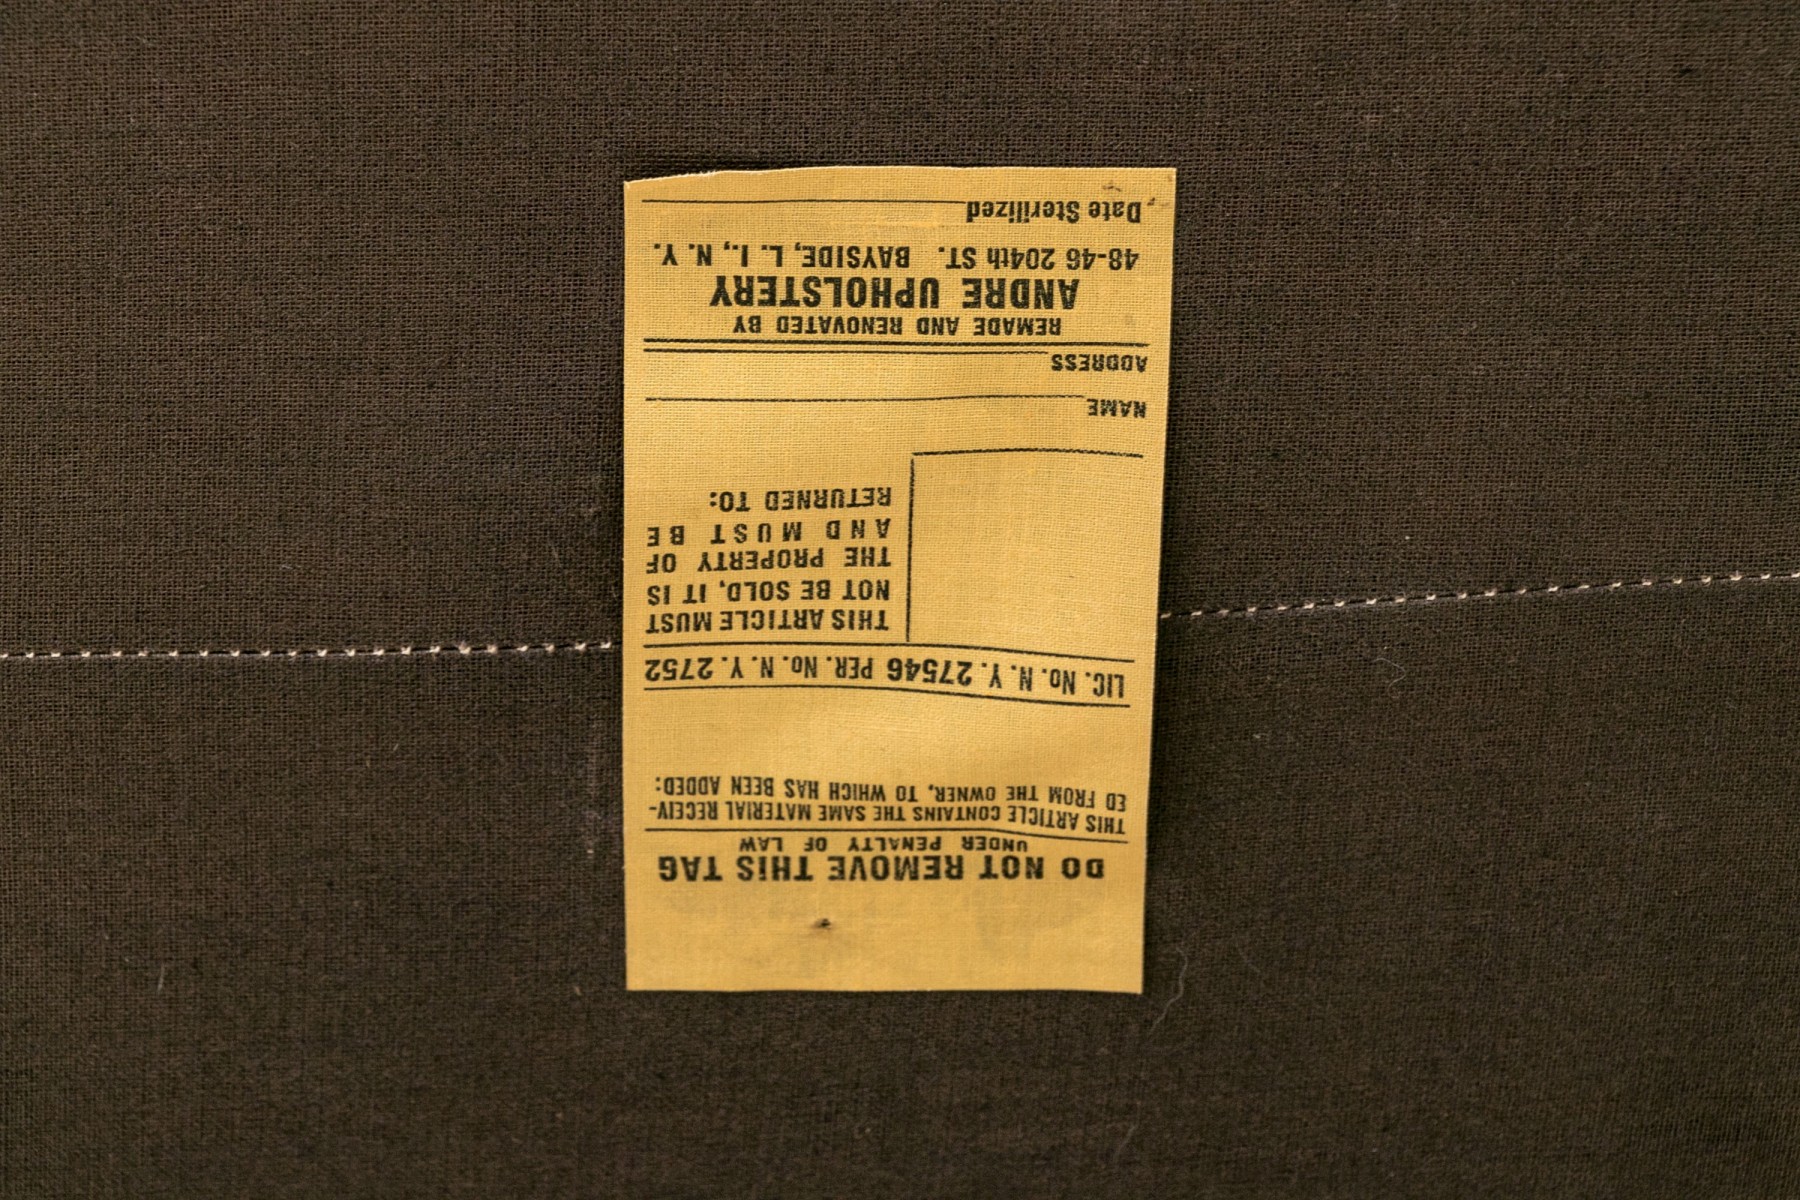 DO NOT REMOVE THIS TAG
UNDER PENALTY OF LAW
THIS ARTICLE CONTAINS THE SAME MATERIAL RECEIV-
ED FROM THE OWNER, TO WHICH HAS BEEN ADDED:
LIC. No. N. Y. 27546 PER. No. N. Y. 2752
THIS ARTICLE MUST
NOT BE SOLD, IT IS
THE PROPERTY OF
AND MUST BE
RETURNED TO:
NAME
ADDRESS
REMADE AND RENOVATED BY
ANDRE UPHOLSTERY
48-46 204th ST. BAYSIDE, L. I., N. Y.
Date Sterilized